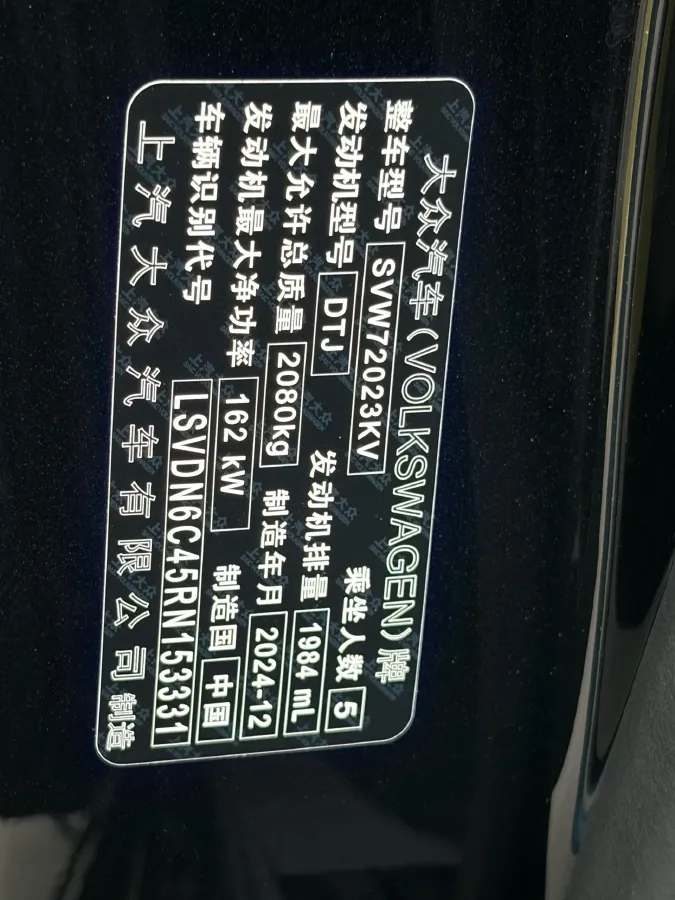 大众汽车(VOLKSWAGEN)牌
整车型号 SVW72023KV 乘坐人数 5
发动机型号 DTJ 发动机排量 1984 mL
最大允许总质量 2080kg 制造年月 2024-12
发动机最大净功率 162 kW 制造国 中国
车辆识别代号 LSVDN6C45RN153331
上汽大众汽车有限公司 制造